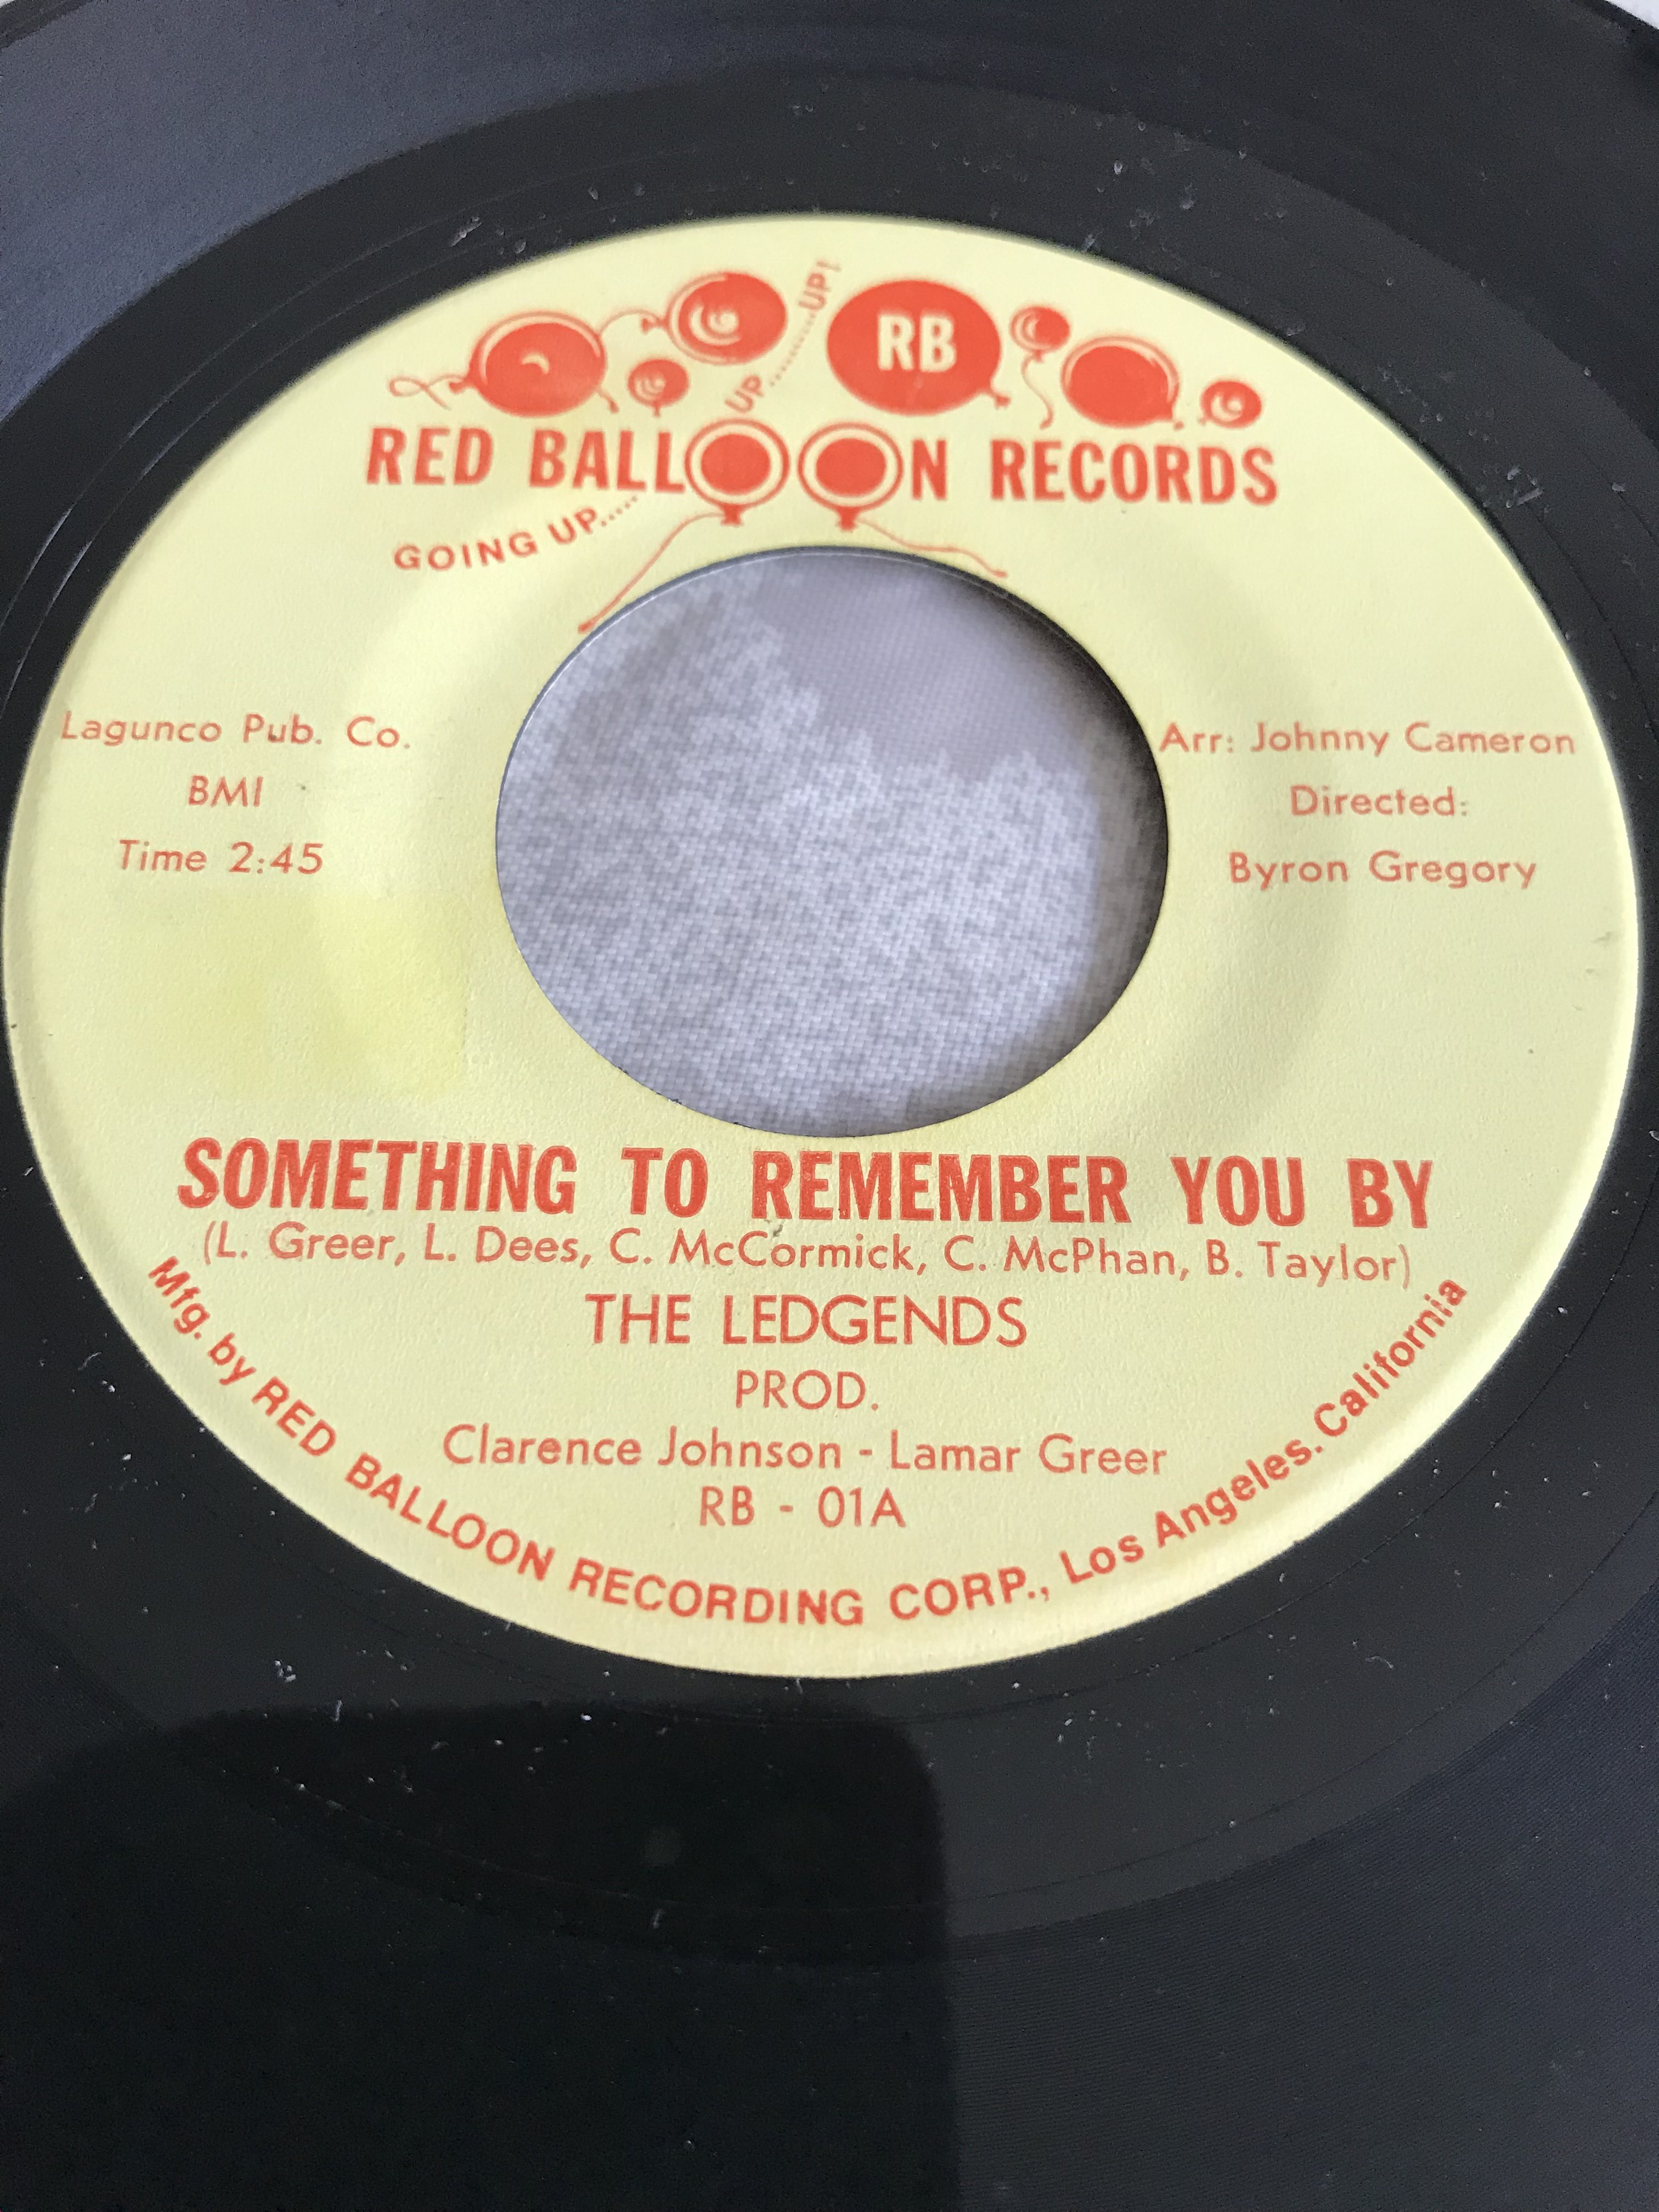 UP..........UP!
RB
RED BALLOON RECORDS
GOING UP.....
Lagunco Pub. Co.
BMI
Time 2:45
Arr: Johnny Cameron
Directed:
Byron Gregory
SOMETHING TO REMEMBER YOU BY
(L. Greer, L. Dees, C. McCormick, C. McPhan, B. Taylor)
THE LEDGENDS
PROD.
Clarence Johnson - Lamar Greer
RB - 01A
Mfg. by RED BALLOON RECORDING CORP., Los Angeles. California